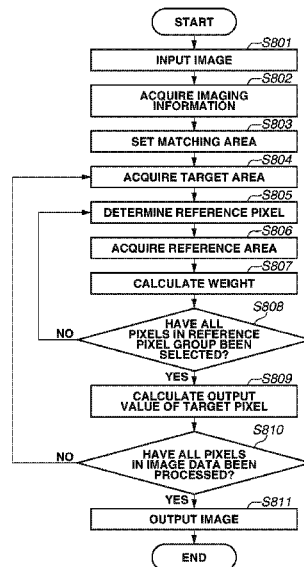 START
S801
INPUT IMAGE
S802
ACQUIRE IMAGING
INFORMATION
S803
SET MATCHING AREA
S804
ACQUIRE TARGET AREA
S805
DETERMINE REFERENCE PIXEL
S806
ACQUIRE REFERENCE AREA
S807
CALCULATE WEIGHT
S808
HAVE ALL
PIXELS IN REFERENCE
PIXEL GROUP BEEN
SELECTED?
NO
YES
S809
CALCULATE OUTPUT
VALUE OF TARGET PIXEL
S810
HAVE ALL PIXELS
IN IMAGE DATA BEEN
PROCESSED?
NO
YES
S811
OUTPUT IMAGE
END